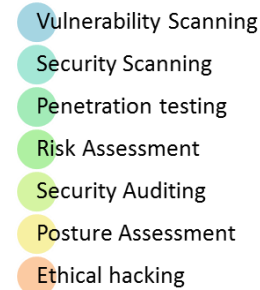 Vulnerability Scanning
Security Scanning
Penetration testing
Risk Assessment
Security Auditing
Posture Assessment
Ethical hacking